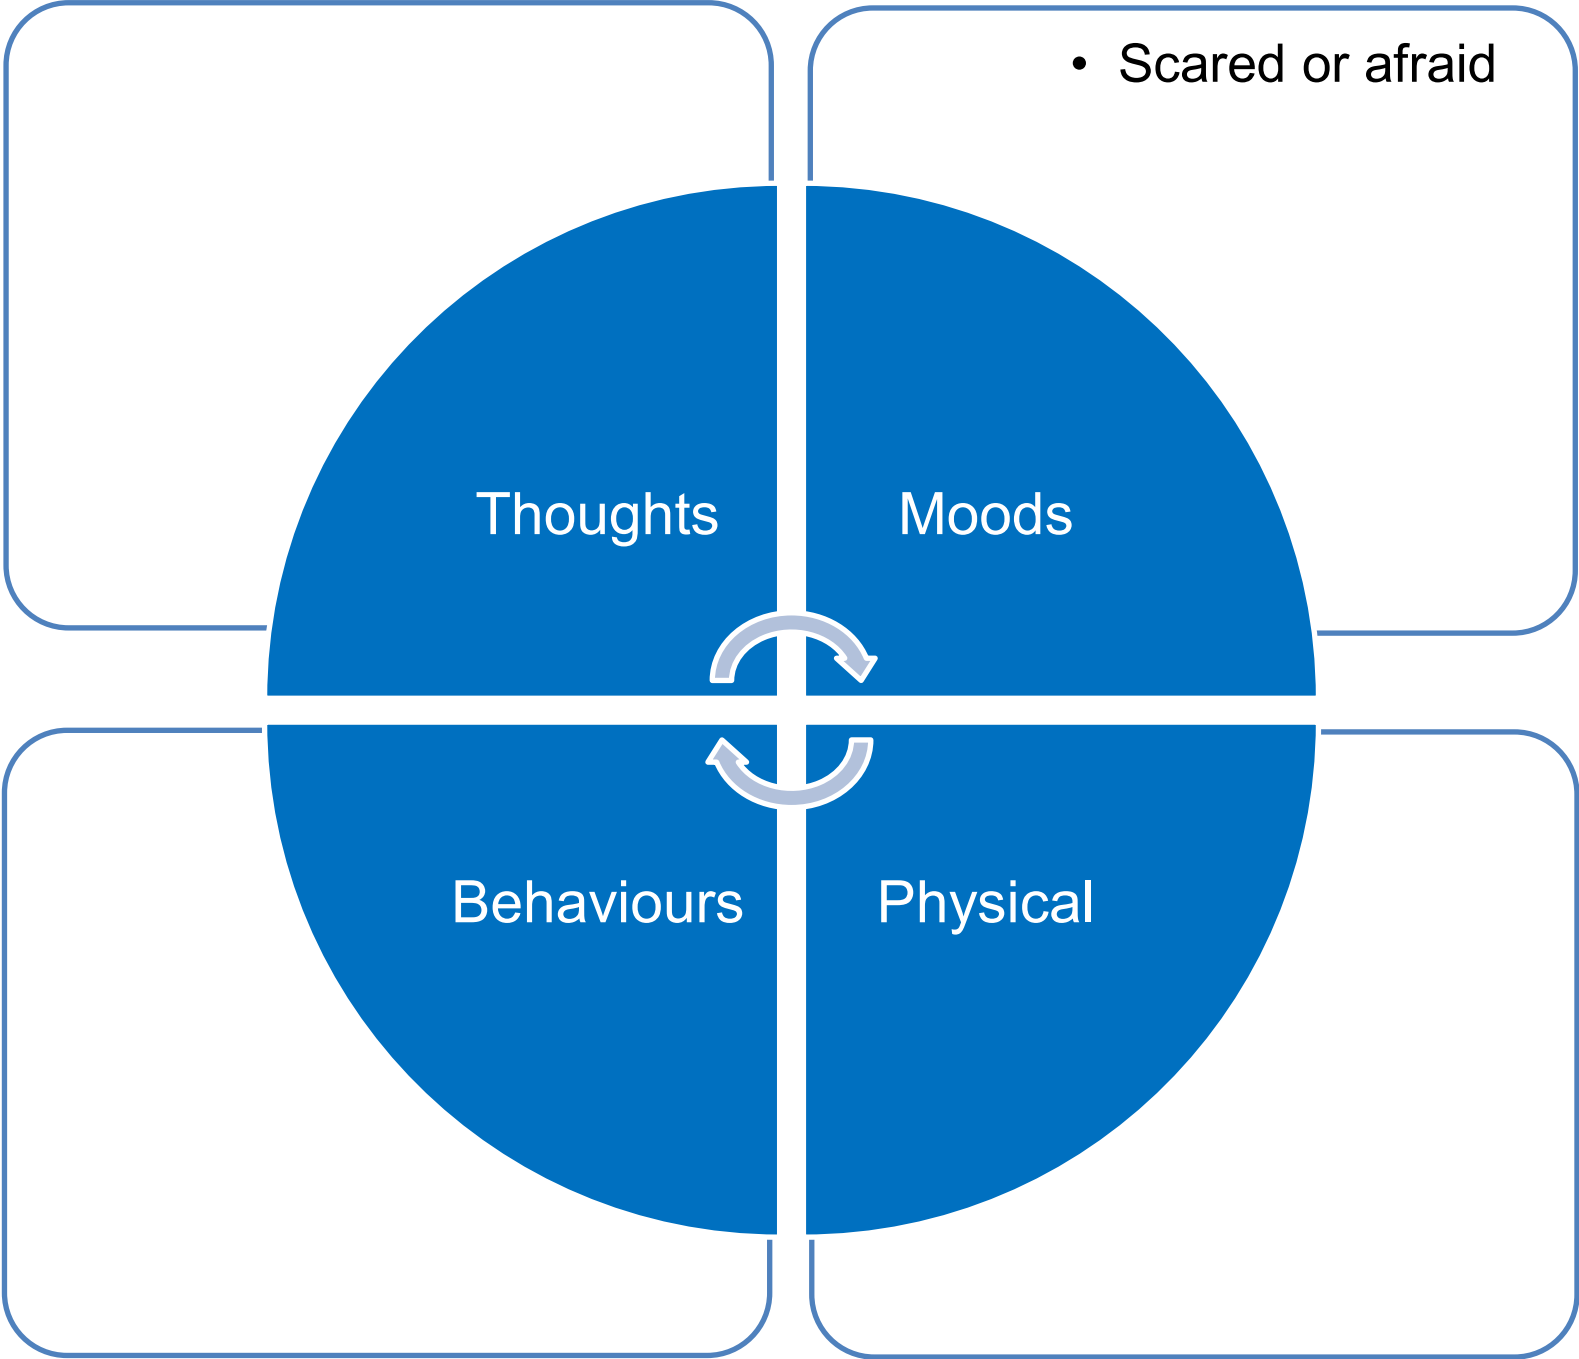 • Scared or afraid
Thoughts
Moods
Behaviours
Physical